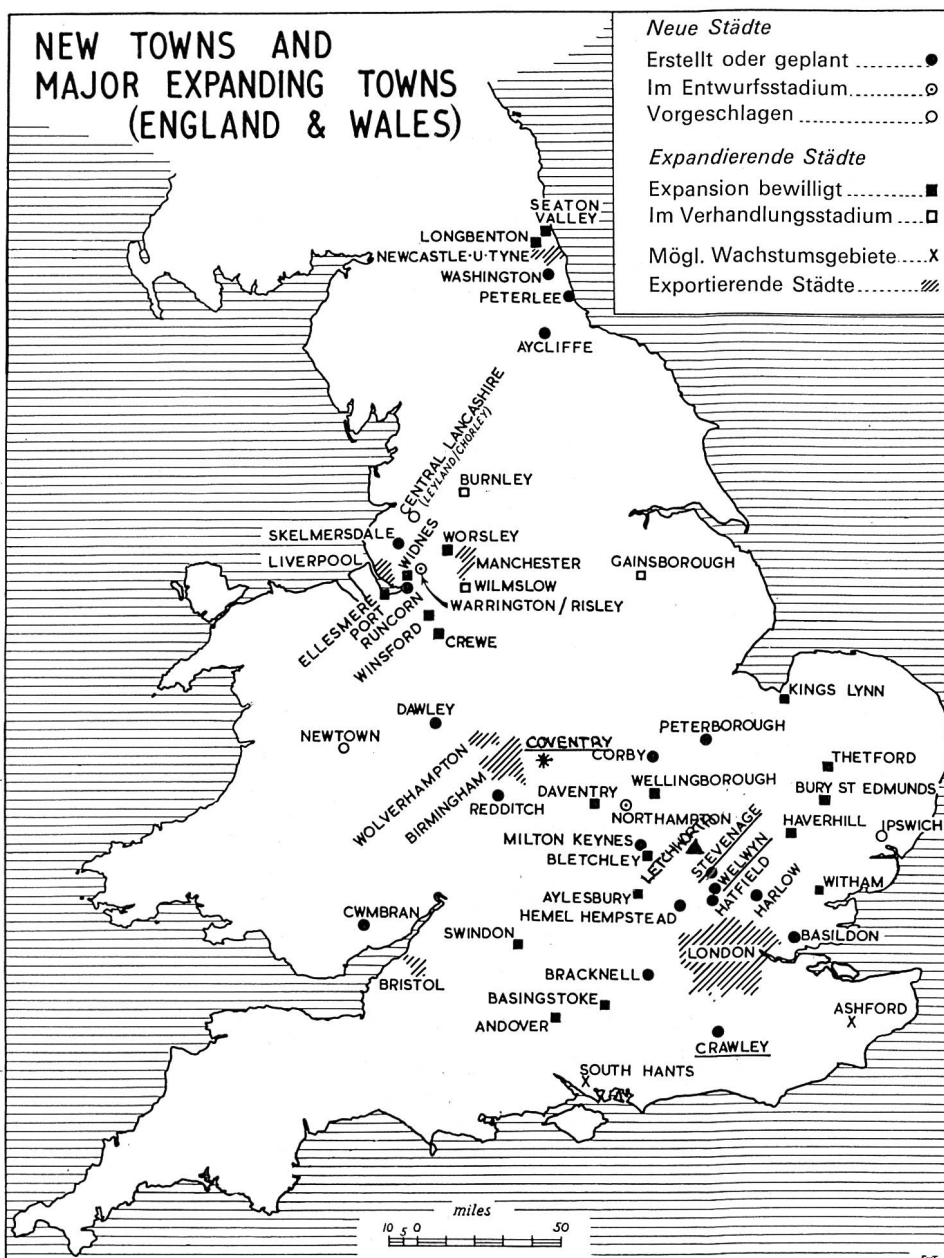 NEW TOWNS AND
MAJOR EXPANDING TOWNS
(ENGLAND & WALES)
Neue Städte
Erstellt oder geplant
Im Entwurfsstadium
Vorgeschlagen
Expandierende Städte
Expansion bewilligt
Im Verhandlungsstadium
Mögl. Wachstumsgebiete
Exportierende Städte
SEATON
VALLEY
LONGBENTON
NEWCASTLE-U-TYNE
WASHINGTON
PETERLEE
AYCLIFFE
CENTRAL LANCASHIRE
(LEYLAND/CHORLEY)
BURNLEY
SKELMERSDALE
LIVERPOOL
WIDNES
WORSLEY
MANCHESTER
WILMSLOW
WARRINGTON/RISLEY
GAINSBOROUGH
ELLESMERE
PORT
RUNCORN
WINSFORD
CREWE
KINGS LYNN
DAWLEY
NEWTOWN
WOLVERHAMPTON
BIRMINGHAM
COVENTRY
REDDITCH
PETERBOROUGH
CORBY
THETFORD
WELLINGBOROUGH
DAVENTRY
NORTHAMPTON
BURY ST EDMUNDS
HAVERHILL
IPSWICH
MILTON KEYNES
BLETCHLEY
LETCHWORTH
STEVENAGE
WELWYN
HATFIELD
HARLOW
WITHAM
AYLESBURY
HEMEL HEMPSTEAD
CWMBRAN
SWINDON
BRISTOL
LONDON
BASILDON
BRACKNELL
BASINGSTOKE
ANDOVER
ASHFORD
CRAWLEY
SOUTH HANTS
miles
10 5 0 50